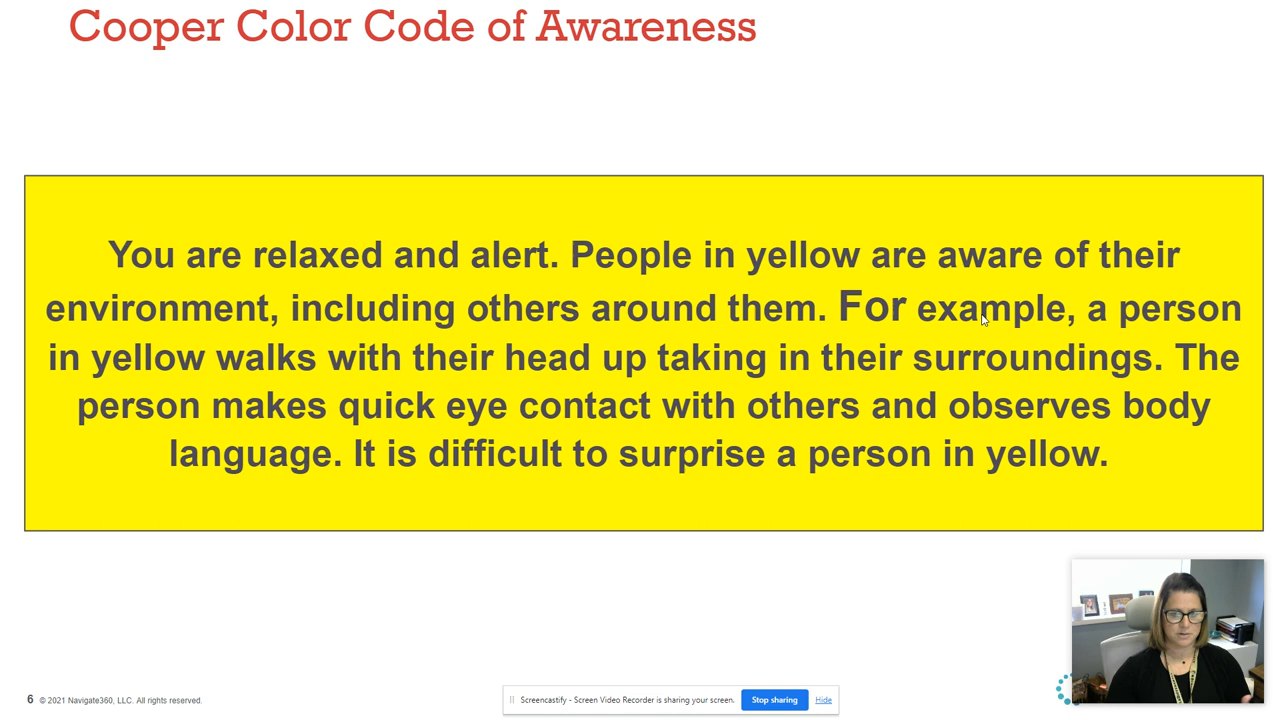 Cooper Color Code of Awareness
You are relaxed and alert. People in yellow are aware of their
environment, including others around them. For example, a person
in yellow walks with their head up taking in their surroundings. The
person makes quick eye contact with others and observes body
language. It is difficult to surprise a person in yellow.
6 © 2021 Navigate360, LLC. All rights reserved.
Screencastify - Screen Video Recorder is sharing your screen. Stop sharing Hide